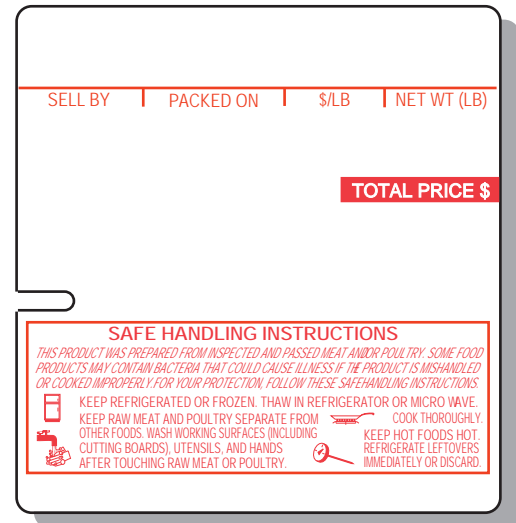 SELL BY PACKED ON $/LB NET WT (LB)
TOTAL PRICE $
SAFE HANDLING INSTRUCTIONS
THIS PRODUCT WAS PREPARED FROM INSPECTED AND PASSED MEAT AND/OR POULTRY. SOME FOOD
PRODUCTS MAY CONTAIN BACTERIA THAT COULD CAUSE ILLNESS IF THE PRODUCT IS MISHANDLED
OR COOKED IMPROPERLY. FOR YOUR PROTECTION, FOLLOW THESE SAFE HANDLING INSTRUCTIONS.
KEEP REFRIGERATED OR FROZEN. THAW IN REFRIGERATOR OR MICRO WAVE.
KEEP RAW MEAT AND POULTRY SEPARATE FROM
OTHER FOODS. WASH WORKING SURFACES (INCLUDING
CUTTING BOARDS), UTENSILS, AND HANDS
AFTER TOUCHING RAW MEAT OR POULTRY.
COOK THOROUGHLY.
KEEP HOT FOODS HOT.
REFRIGERATE LEFTOVERS
IMMEDIATELY OR DISCARD.